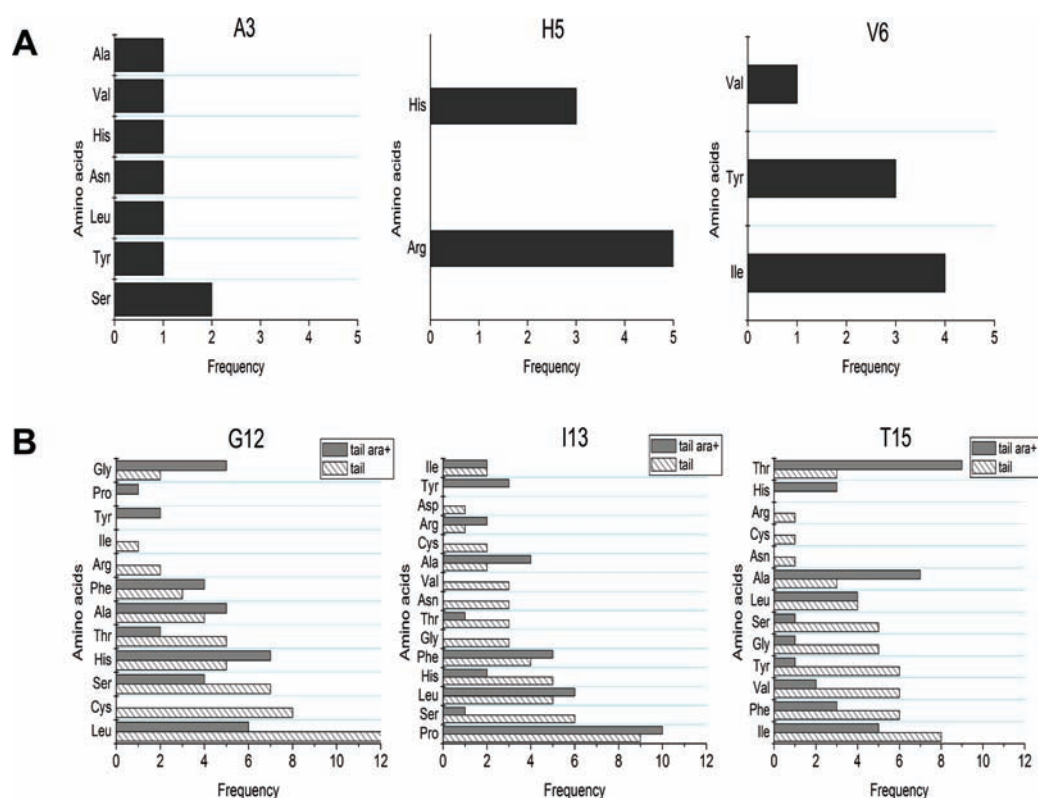 A
A3
Amino acids
Ala
Val
His
Asn
Leu
Tyr
Ser
0 1 2 3 4 5
Frequency
H5
Amino acids
His
Arg
0 1 2 3 4 5
Frequency
V6
Amino acids
Val
Tyr
Ile
0 1 2 3 4 5
Frequency
B
G12
tail ara+
tail
Amino acids
Gly
Pro
Tyr
Ile
Arg
Phe
Ala
Thr
His
Ser
Cys
Leu
0 2 4 6 8 10 12
Frequency
I13
tail ara+
tail
Amino acids
Ile
Tyr
Asp
Arg
Cys
Ala
Val
Asn
Thr
Gly
Phe
His
Leu
Ser
Pro
0 2 4 6 8 10 12
Frequency
T15
tail ara+
tail
Amino acids
Thr
His
Arg
Cys
Asn
Ala
Leu
Ser
Gly
Tyr
Val
Phe
Ile
0 2 4 6 8 10 12
Frequency